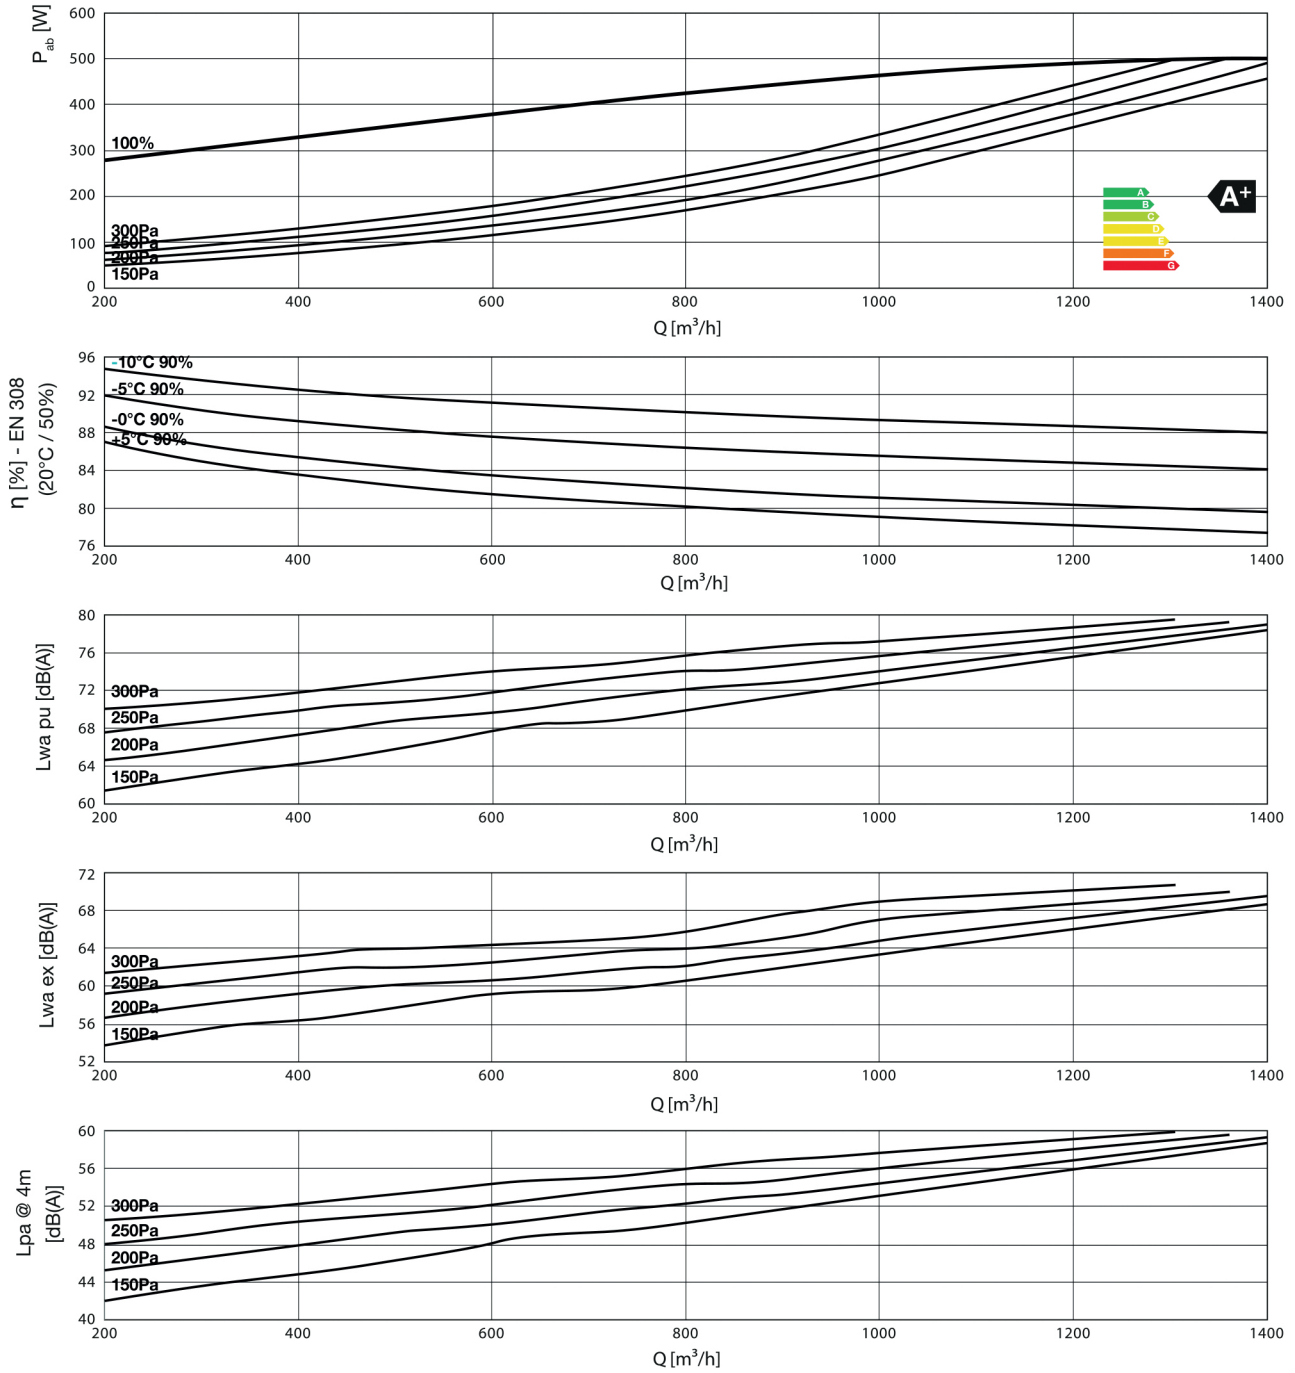 P_ab [W]
600
500
400
300
200
100
0
100%
300Pa
250Pa
200Pa
150Pa
A
B
C
D
E
F
G
A+
200 400 600 800 1000 1200 1400
Q [m³/h]
η [%] - EN 308
(20°C / 50%)
96
92
88
84
80
76
-10°C 90%
-5°C 90%
-0°C 90%
+5°C 90%
200 400 600 800 1000 1200 1400
Q [m³/h]
Lwa pu [dB(A)]
80
76
72
68
64
60
300Pa
250Pa
200Pa
150Pa
200 400 600 800 1000 1200 1400
Q [m³/h]
Lwa ex [dB(A)]
72
68
64
60
56
52
300Pa
250Pa
200Pa
150Pa
200 400 600 800 1000 1200 1400
Q [m³/h]
Lpa @ 4m
[dB(A)]
60
56
52
48
44
40
300Pa
250Pa
200Pa
150Pa
200 400 600 800 1000 1200 1400
Q [m³/h]